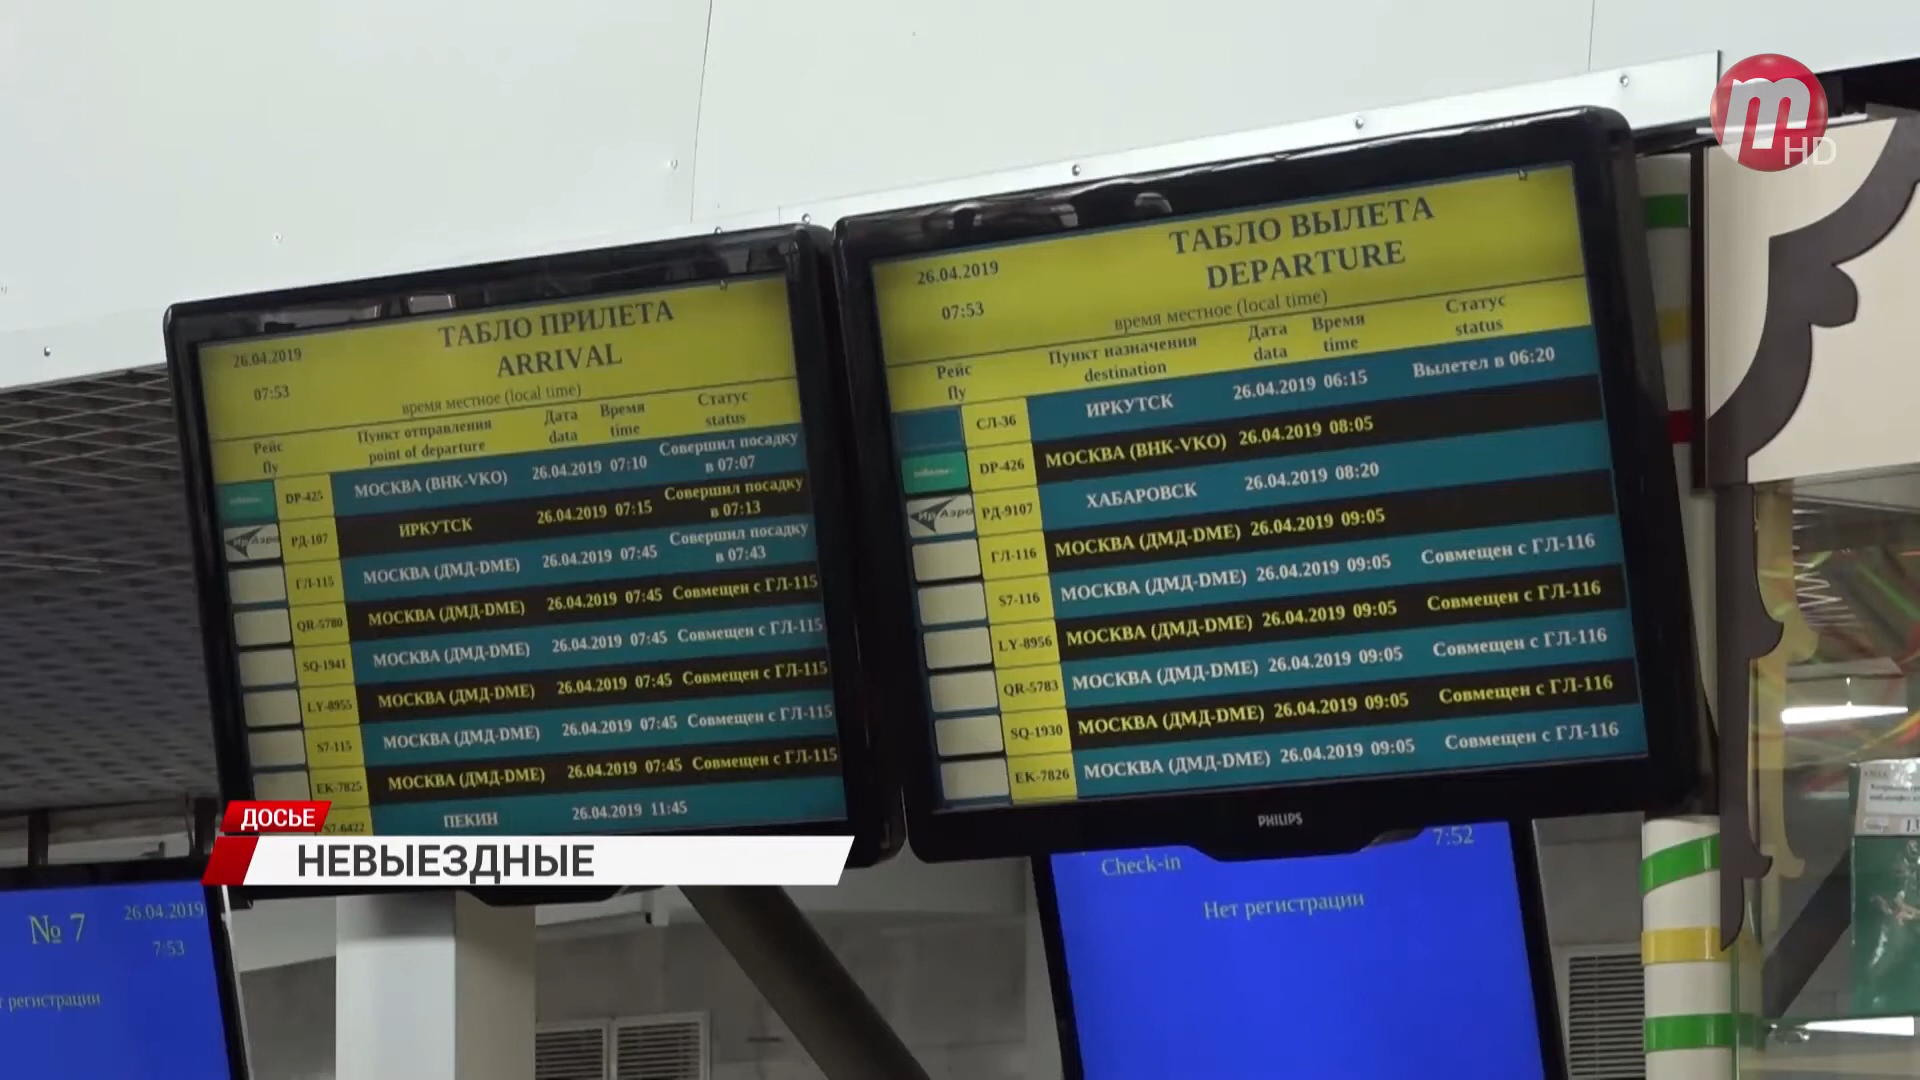 m HD
ТАБЛО ПРИЛЕТА
ARRIVAL
26.04.2019
07:53
время местное (local time)
Рейс Пункт отправления Дата Время Статус
fly point of departure data time status
DP-425 МОСКВА (ВНК-VKO) 26.04.2019 07:10 Совершил посадку в 07:07
ИрАэро РД-107 ИРКУТСК 26.04.2019 07:15 Совершил посадку в 07:13
ГЛ-115 МОСКВА (ДМД-DME) 26.04.2019 07:45 Совершил посадку в 07:43
QR-5780 МОСКВА (ДМД-DME) 26.04.2019 07:45 Совмещен с ГЛ-115
SQ-1941 МОСКВА (ДМД-DME) 26.04.2019 07:45 Совмещен с ГЛ-115
LY-8955 МОСКВА (ДМД-DME) 26.04.2019 07:45 Совмещен с ГЛ-115
S7-115 МОСКВА (ДМД-DME) 26.04.2019 07:45 Совмещен с ГЛ-115
EK-7825 МОСКВА (ДМД-DME) 26.04.2019 07:45 Совмещен с ГЛ-115
S7-6422 ПЕКИН 26.04.2019 11:45
ТАБЛО ВЫЛЕТА
DEPARTURE
26.04.2019
07:53
время местное (local time)
Рейс Пункт назначения Дата Время Статус
fly destination data time status
СЛ-36 ИРКУТСК 26.04.2019 06:15 Вылетел в 06:20
DP-426 МОСКВА (ВНК-VKO) 26.04.2019 08:05
ИрАэро РД-9107 ХАБАРОВСК 26.04.2019 08:20
ГЛ-116 МОСКВА (ДМД-DME) 26.04.2019 09:05
S7-116 МОСКВА (ДМД-DME) 26.04.2019 09:05 Совмещен с ГЛ-116
LY-8956 МОСКВА (ДМД-DME) 26.04.2019 09:05 Совмещен с ГЛ-116
QR-5783 МОСКВА (ДМД-DME) 26.04.2019 09:05 Совмещен с ГЛ-116
SQ-1930 МОСКВА (ДМД-DME) 26.04.2019 09:05 Совмещен с ГЛ-116
EK-7826 МОСКВА (ДМД-DME) 26.04.2019 09:05 Совмещен с ГЛ-116
PHILIPS
ДОСЬЕ
НЕВЫЕЗДНЫЕ
№ 7 26.04.2019
7:53
регистрации
Check-in 7:52
Нет регистрации